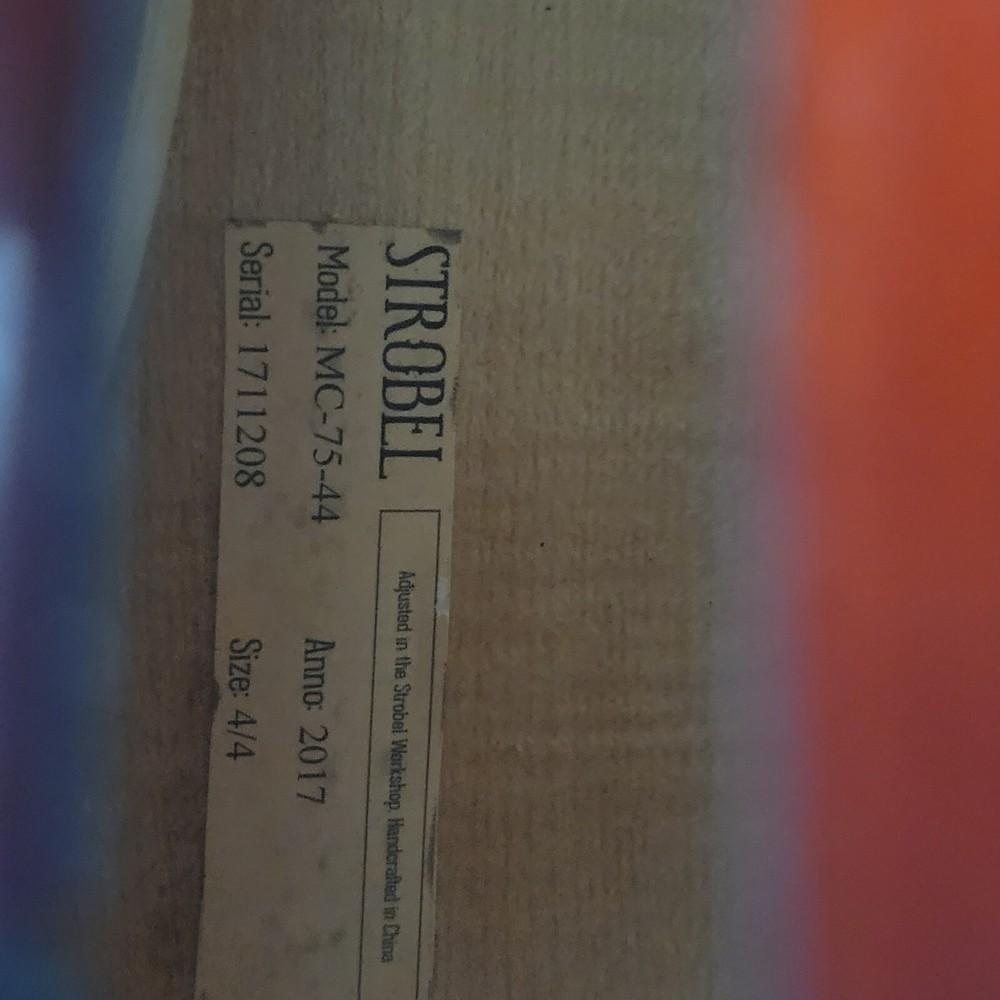 STROBEL
Adjusted in the Strobel Workshop, Handcrafted in China
Model: MC-75-44 Anno: 2017
Serial: 1711208 Size: 4/4